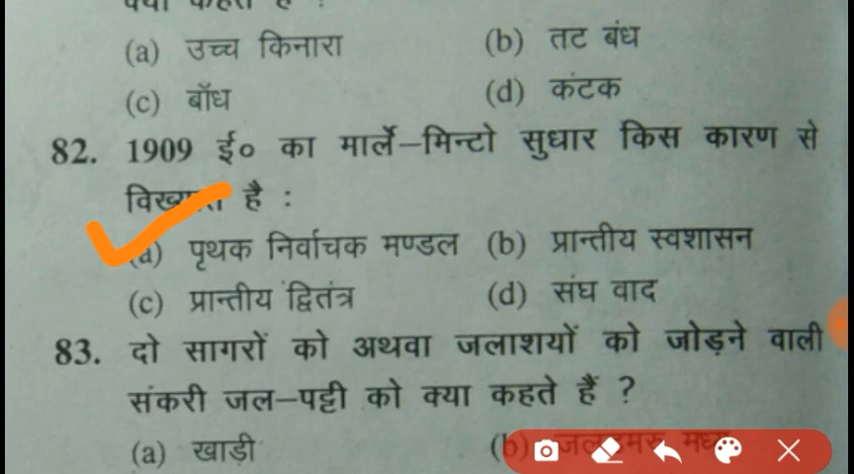 (a) उच्च किनारा (b) तट बंध
(c) बाँध (d) कंटक
82. 1909 ई० का मार्ले-मिन्टो सुधार किस कारण से
है :
(a) पृथक निर्वाचक मण्डल (b) प्रान्तीय स्वशासन
(c) प्रान्तीय द्वितंत्र (d) संघ वाद
83. दो सागरों को अथवा जलाशयों को जोड़ने वाली
संकरी जल-पट्टी को क्या कहते हैं ?
(a) खाड़ी (b)